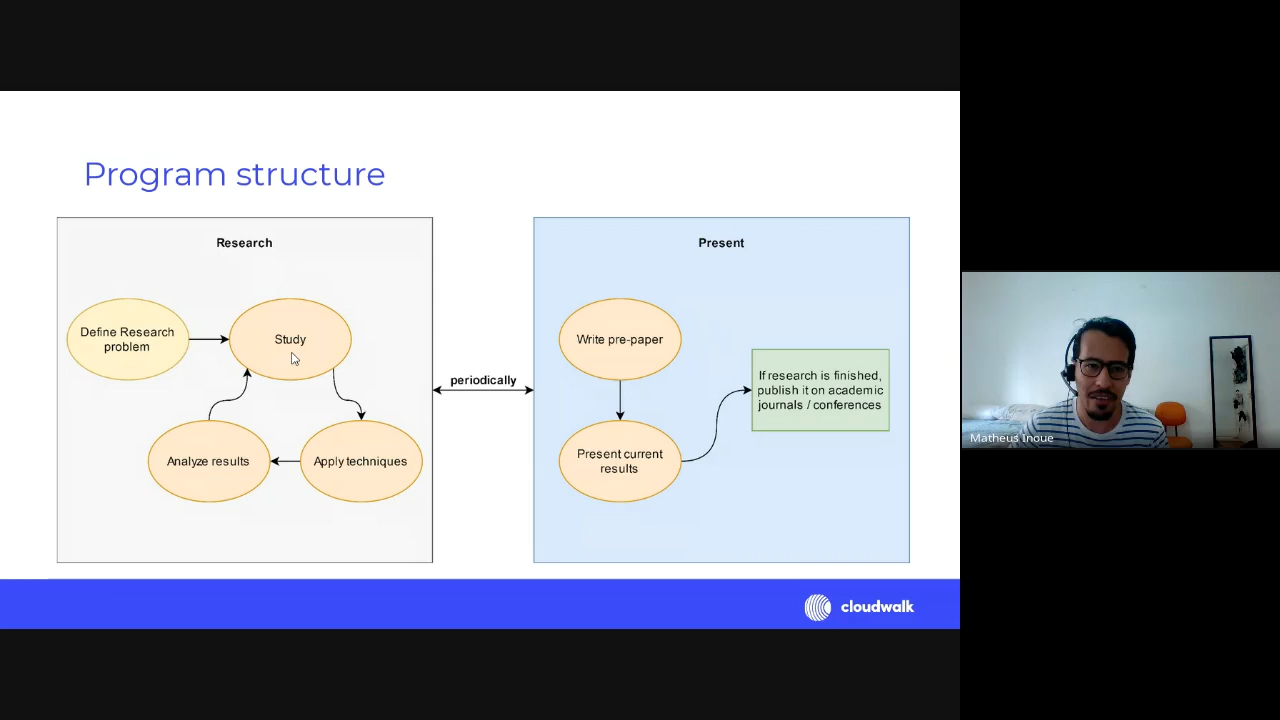 Program structure
Research
Define Research
problem
Study
Analyze results
Apply techniques
periodically
Present
Write pre-paper
Present current
results
If research is finished,
publish it on academic
journals / conferences
cloudwalk
Matheus Inoue